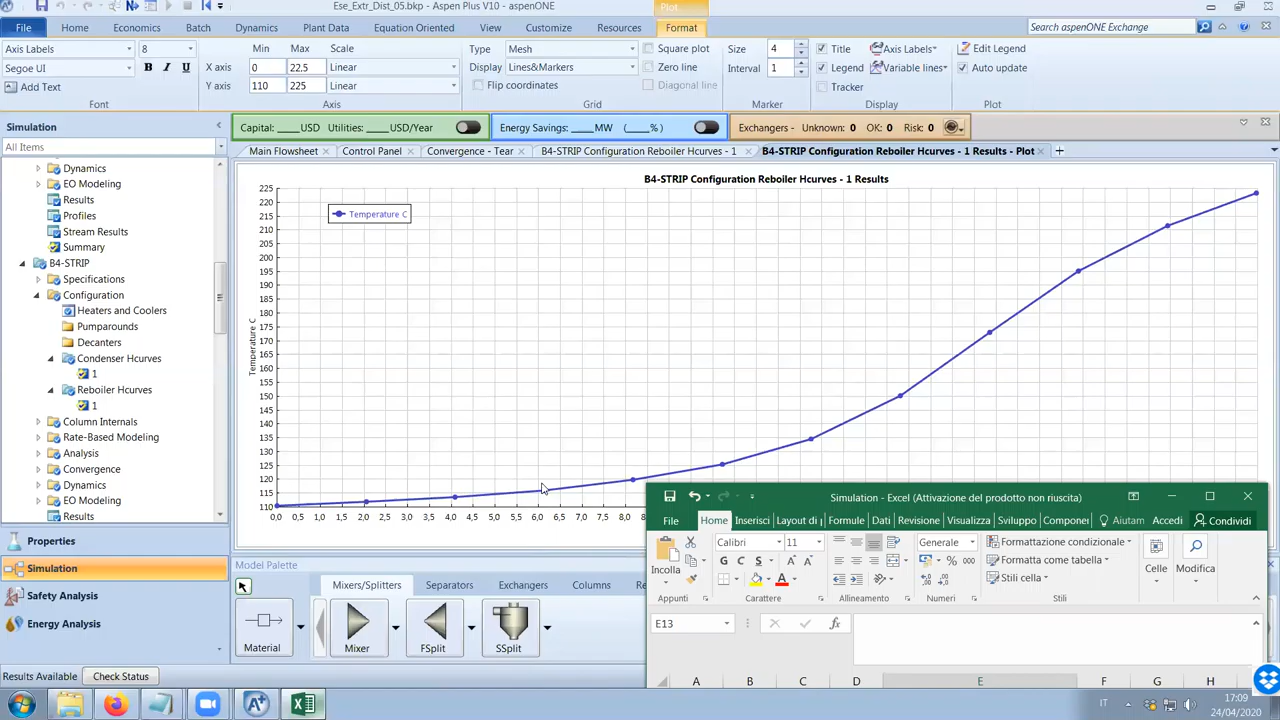 Ese_Extr_Dist_05.bkp - Aspen Plus V10 - aspenONE
Plot
File Home Economics Batch Dynamics Plant Data Equation Oriented View Customize Resources Format
Search aspenONE Exchange
Axis Labels 8 Min Max Scale Type Mesh Square plot Size 4 Title Axis Labels Edit Legend
Segoe UI B I U X axis 0 22.5 Linear Display Lines&Markers Zero line Interval 1 Legend Variable lines Auto update
Add Text Y axis 110 225 Linear Flip coordinates Diagonal line Tracker
Font Axis Grid Marker Display Plot
Simulation
Capital: ____USD Utilities: ____USD/Year
Energy Savings: ____MW (____%)
Exchangers - Unknown: 0 OK: 0 Risk: 0
All Items
Main Flowsheet Control Panel Convergence - Tear B4-STRIP Configuration Reboiler Hcurves - 1 B4-STRIP Configuration Reboiler Hcurves - 1 Results - Plot
Dynamics
EO Modeling
Results
Profiles
Stream Results
Summary
B4-STRIP
Specifications
Configuration
Heaters and Coolers
Pumparounds
Decanters
Condenser Hcurves
1
Reboiler Hcurves
1
Column Internals
Rate-Based Modeling
Analysis
Convergence
Dynamics
EO Modeling
Results
Properties
Simulation
Safety Analysis
Energy Analysis
B4-STRIP Configuration Reboiler Hcurves - 1 Results
Temperature C
Temperature C
225
220
215
210
205
200
195
190
185
180
175
170
165
160
155
150
145
140
135
130
125
120
115
110
0,0 0,5 1,0 1,5 2,0 2,5 3,0 3,5 4,0 4,5 5,0 5,5 6,0 6,5 7,0 7,5 8,0
Model Palette
Mixers/Splitters Separators Exchangers Columns
Material Mixer FSplit SSplit
Simulation - Excel (Attivazione del prodotto non riuscita)
File Home Inserisci Layout di Formule Dati Revisione Visualizza Sviluppo Componei Aiutam Accedi Condividi
Incolla Calibri 11 Generale Formattazione condizionale
G C S % 000 Formatta come tabella
Stili cella
Celle Modifica
Appunti Carattere Allineamento Numeri Stili
E13 fx
A B C D E F G H
Results Available Check Status
IT 17:09
24/04/2020